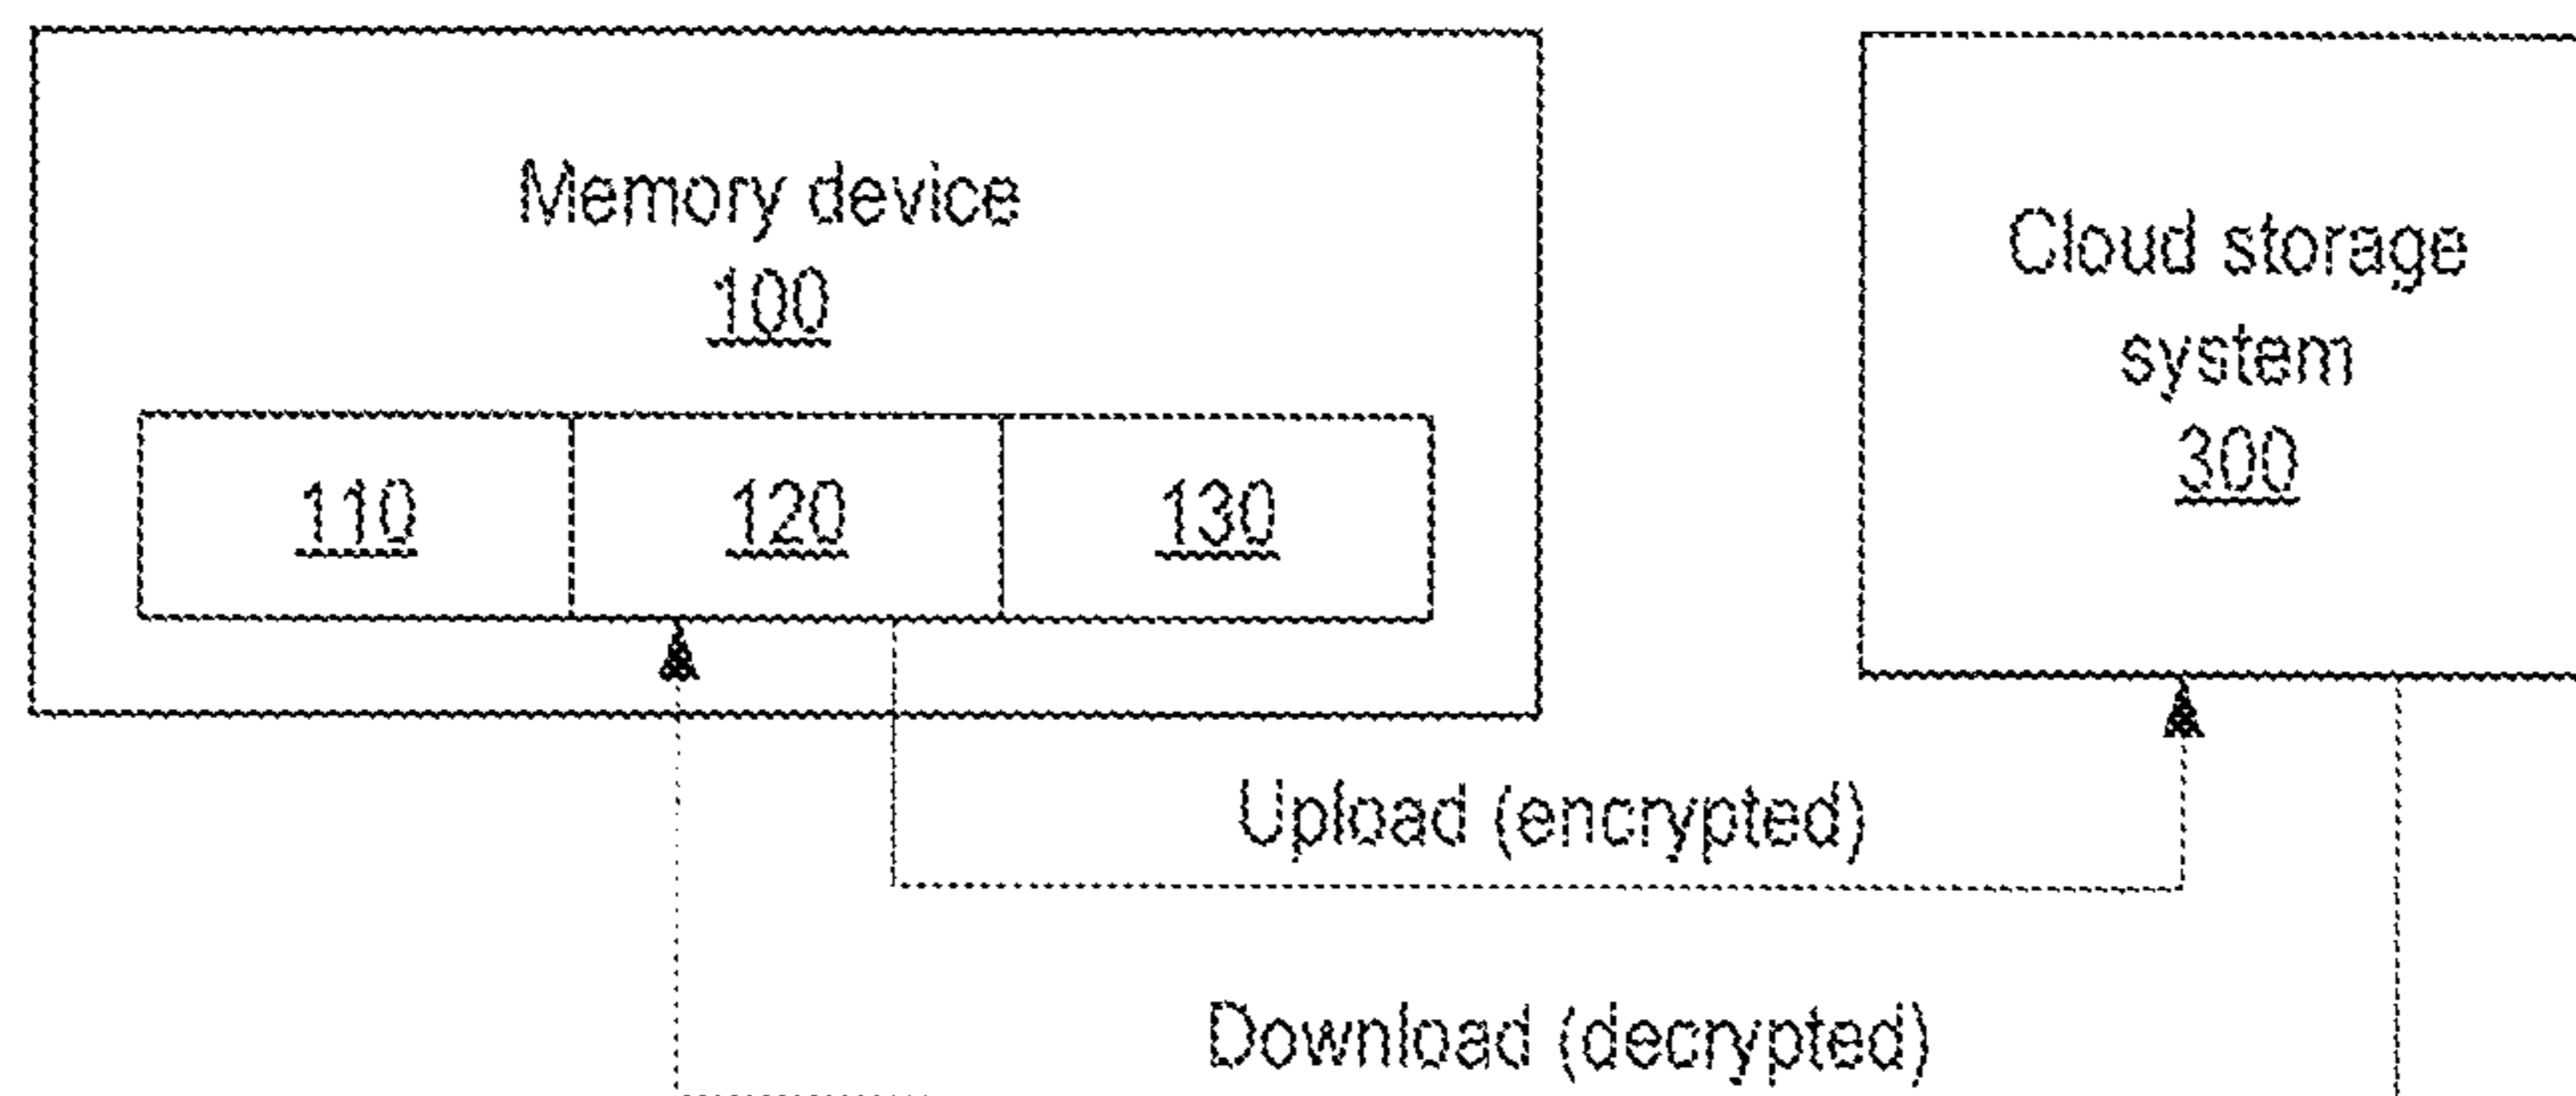 Memory device
100
110 120 130
Cloud storage
system
300
Upload (encrypted)
Download (decrypted)